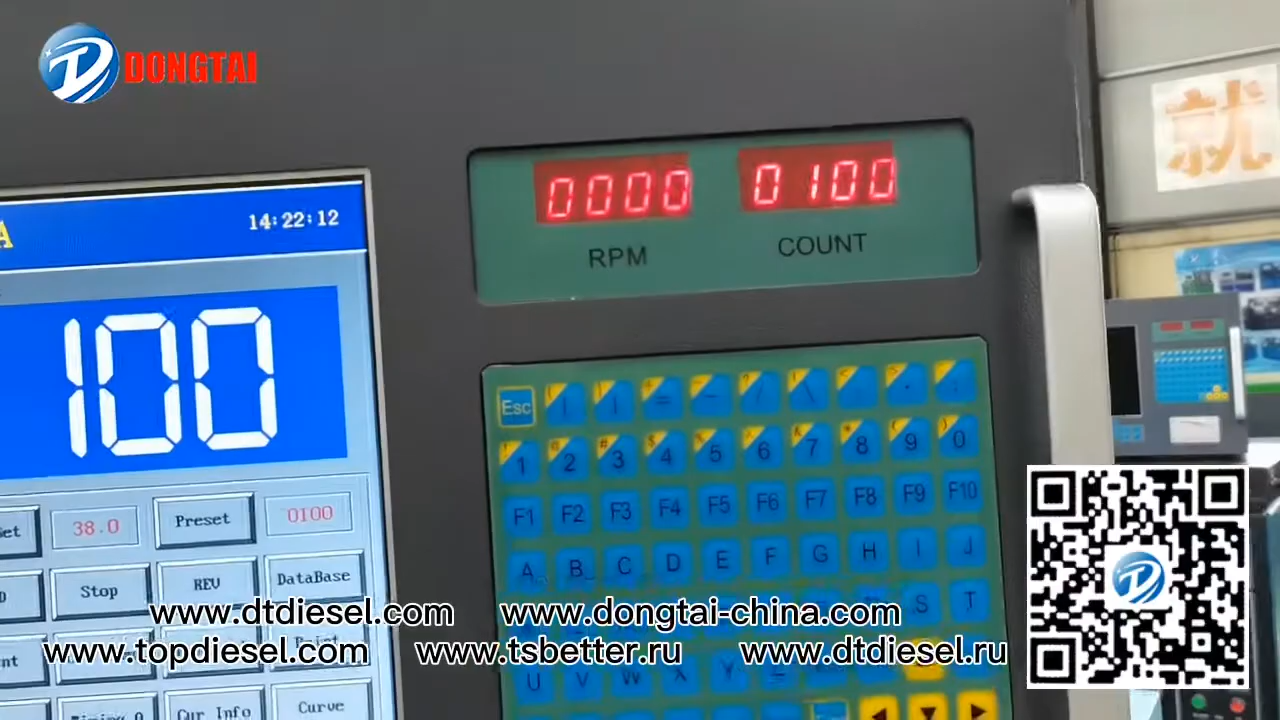 DONGTAI
就
A
14:22:12
0000
0100
RPM
COUNT
100
38.0
Preset
0100
Stop
REV
DataBase
Cur Info
Curve
Esc
1 2 3 4 5 6 7 8 9 0
F1 F2 F3 F4 F5 F6 F7 F8 F9 F10
A B C D E F G H I J
S T
U V W X Y
www.dtdiesel.com
www.dongtai-china.com
www.topdiesel.com
www.tsbetter.ru
www.dtdiesel.ru